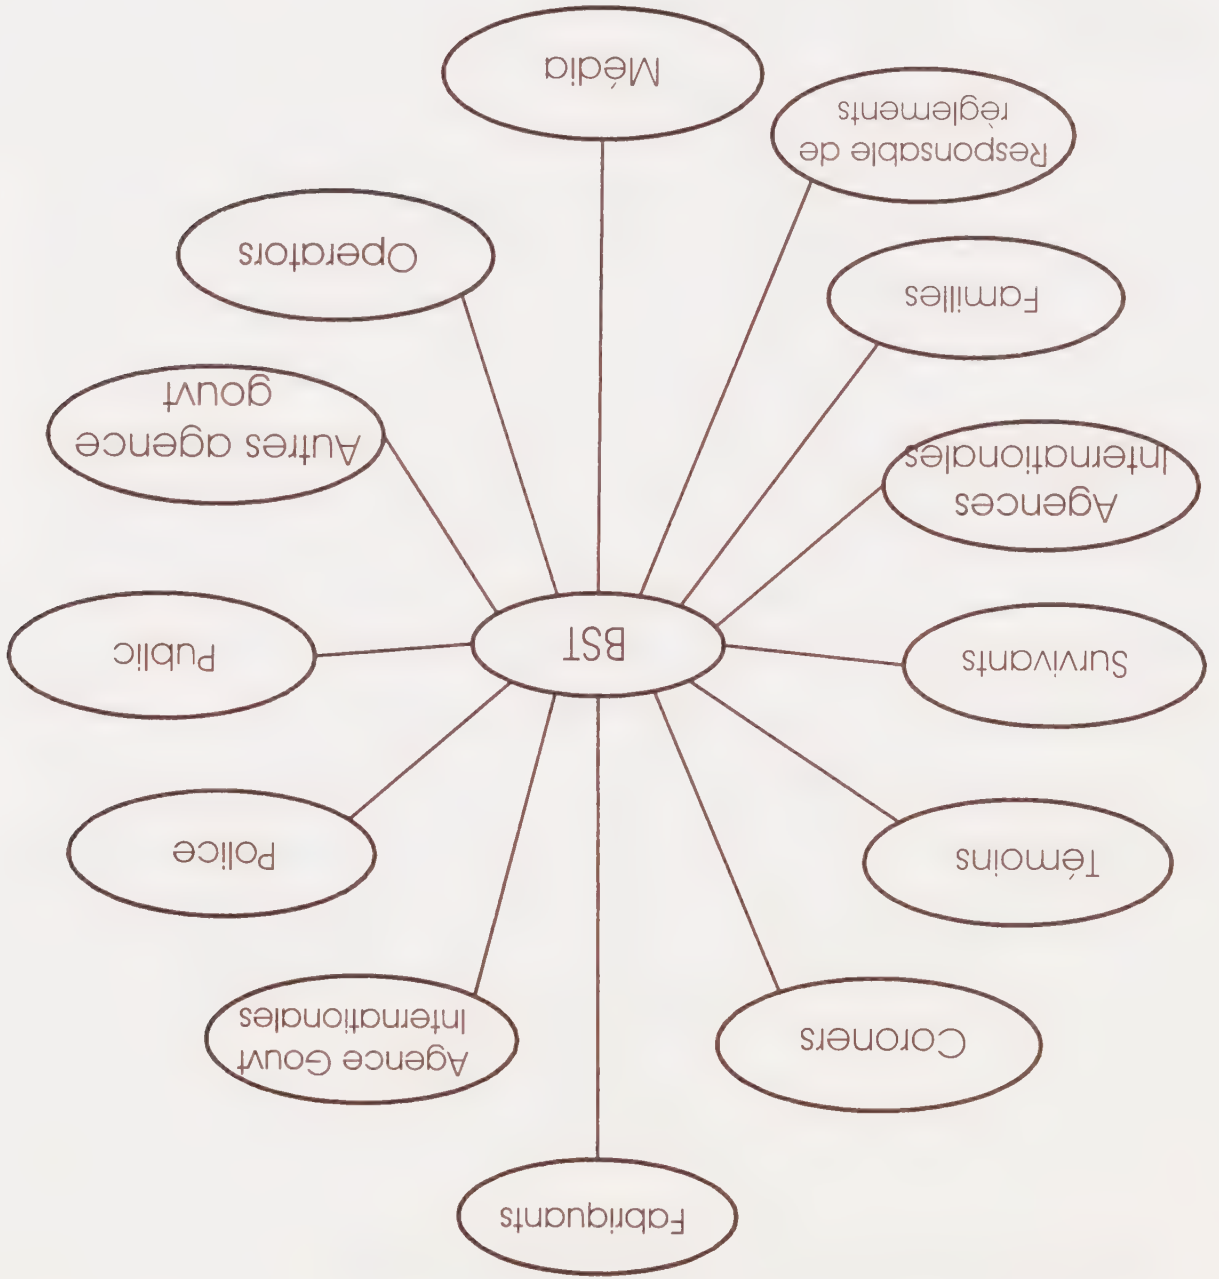 Fabriquants
Coroners
Agence Gouvt
Internationales
Témoins
Police
Survivants
BST
Public
Agences
Internationales
Autres agence
gouvt
Familles
Operators
Responsable de
règlements
Média